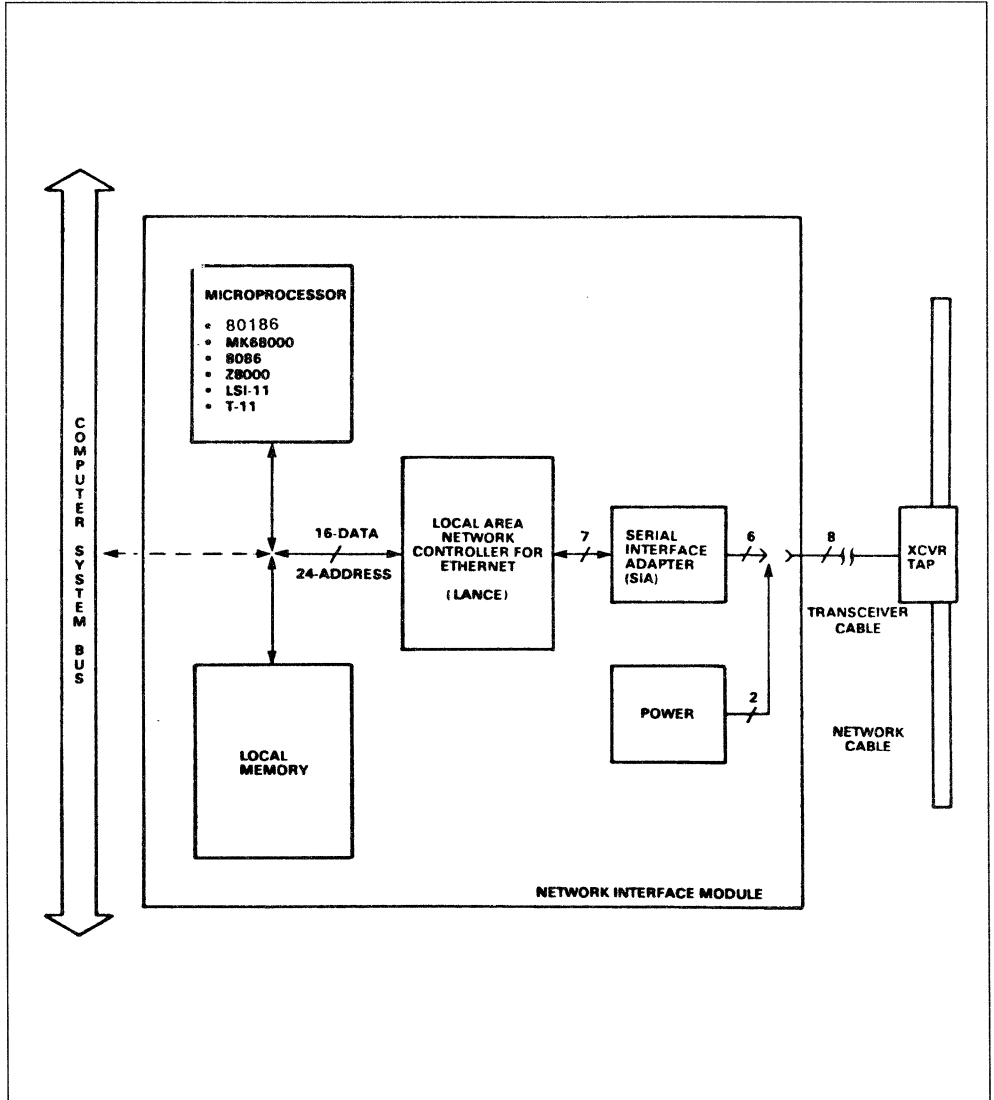 COMPUTER SYSTEM BUS
MICROPROCESSOR
• 80186
• MK68000
• 8086
• Z8000
• LSI-11
• T-11
16-DATA
24-ADDRESS
LOCAL AREA
NETWORK
CONTROLLER FOR
ETHERNET
(LANCE)
7
SERIAL
INTERFACE
ADAPTER
(SIA)
6
8
XCVR
TAP
TRANSCEIVER
CABLE
POWER
2
NETWORK
CABLE
LOCAL
MEMORY
NETWORK INTERFACE MODULE